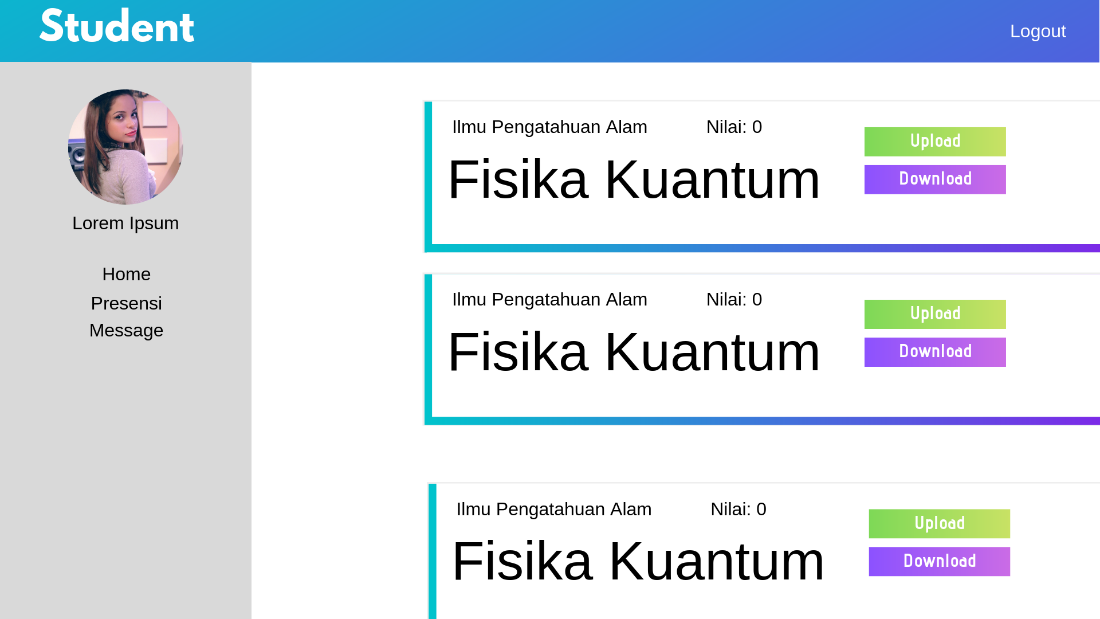 Student
Logout
Lorem Ipsum
Home
Presensi
Message
Ilmu Pengatahuan Alam
Nilai: 0
Fisika Kuantum
Upload
Download
Ilmu Pengatahuan Alam
Nilai: 0
Fisika Kuantum
Upload
Download
Ilmu Pengatahuan Alam
Nilai: 0
Fisika Kuantum
Upload
Download